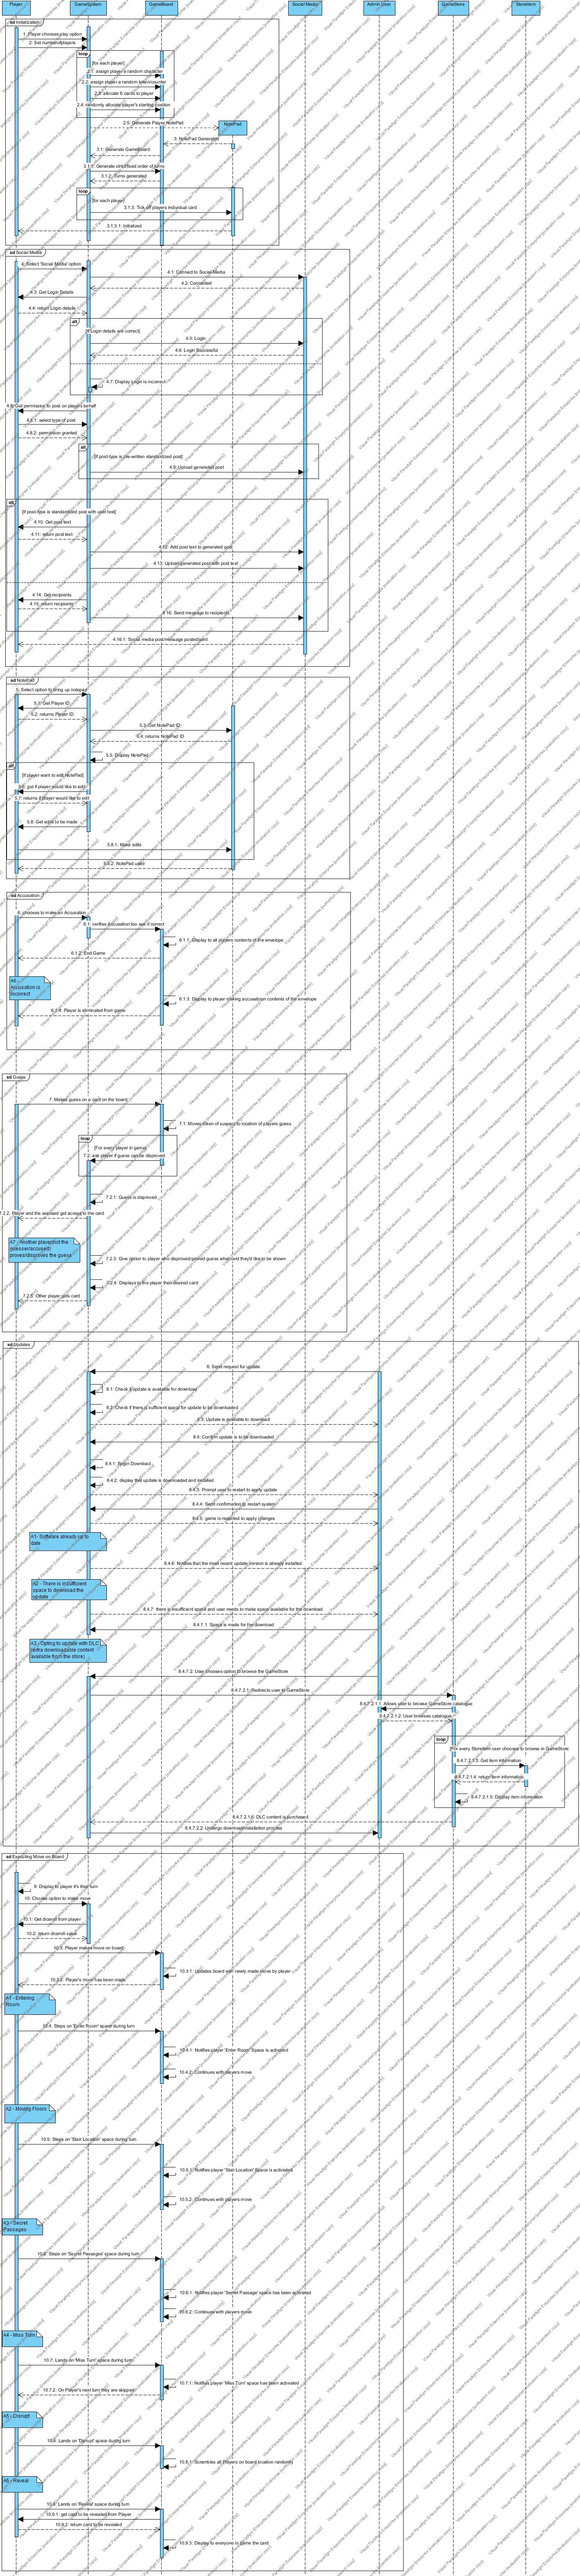 Player
GameSystem
GameBoard
Social Media
Admin User
GameStore
StoreItem
sd Initialization
1: Player chooses play option
2: Set numberofplayers
loop
[for each player]
2.1: assign player a random character
2.2: assign player a random token/counter
2.3: allocate 6 cards to player
2.4: randomly allocate player's starting position
2.5: Generate Player NotePad
NotePad
3: NotePad Generated
3.1: Generate GameBoard
3.1.1: Generate strict/fixed order of turns
3.1.2: Turns generated
loop
[for each player]
3.1.3: Tick off players individual card
3.1.3.1: Initialized
sd Social Media
4: Select 'Social Media' option
4.1: Connect to Social Media
4.2: Connected
4.3: Get Login Details
4.4: return Login details
alt
[If Login details are correct]
4.5: Login
4.6: Login Successful
4.7: Display Login is incorrect
4.8: Get permission to post on players behalf
4.8.1: select type of post
4.8.2: permission granted
alt
[If post-type is pre-written standardized post]
4.9: Upload generated post
alt
[If post-type is standardized post with user text]
4.10: Get post text
4.11: return post text
4.12: Add post text to generated post
4.13: Upload generated post with post text
4.14: Get recipients
4.15: return recipients
4.16: Send message to recipients
4.16.1: Social media post/message posted/sent
sd NotePad
5: Select option to bring up notepad
5.1: Get Player ID
5.2: returns Player ID
5.3: Get NotePad ID
5.4: returns NotePad ID
5.5: Display NotePad
alt
[If player want to edit NotePad]
5.6: get if player would like to edit
5.7: returns if player would like to edit
5.8: Get edits to be made
5.8.1: Make edits
5.8.2: NotePad used
sd Accusation
6: chooses to make an Accusation
6.1: verifies Accusation too see if correct
6.1.1: Display to all players contents of the envelope
6.1.2: End Game
Accusation is
incorrect
6.1.3: Display to player making accusation contents of the envelope
6.1.4: Player is eliminated from game
sd Guess
7: Makes guess on a card on the board
7.1: Moves token of suspect to location of players guess
loop
[For every player in game]
7.2: ask player if guess can be disproved
7.2.1: Guess is disproved
7.2.2: Player and the accused get access to the card
A7 - Another player(not the
guesser/accused)
proves/disproves the guess
7.2.3: Give option to player who disproved/proved guess what card they'd like to be shown
7.2.4: Displays to the player then desired card
7.2.5: Other player gets card
sd Updates
8: Send request for update
8.1: Check if update is available for download
8.2: Check if there is sufficient space for update to be downloaded
8.3: Update is available to download
8.4: Confirm update is to be downloaded
8.4.1: Begin Download
8.4.2: display that update is downloaded and installed
8.4.3: Prompt user to restart to apply update
8.4.4: Send confirmation to restart system
8.4.5: game is restarted to apply changes
A1- Software already up to
date
8.4.6: Notifies that the most recent update version is already installed
A2 - There is insufficient
space to download the
update
8.4.7: there is insufficient space and user needs to make space available for the download
8.4.7.1: Space is made for the download
A3 - Opting to update with DLC
(extra downloadable content
available from the store)
8.4.7.2: User chooses option to browse the GameStore
8.4.7.2.1: Redirects user to GameStore
8.4.7.2.1.1: Allows user to browse GameStore catalogue
8.4.7.2.1.2: User browses catalogue
loop
[For every StoreItem user chooses to browse in GameStore]
8.4.7.2.1.3: Get item information
8.4.7.2.1.4: return item information
8.4.7.2.1.5: Display item information
8.4.7.2.1.6: DLC content is purchased
8.4.7.2.2: Undergo download/installation process
sd Executing Move on Board
9: Display to player it's their turn
10: Choose option to make move
10.1: Get diceroll from player
10.2: return diceroll value
10.3: Player makes move on board
10.3.1: Updates board with newly made move by player
10.3.2: Player's move has been made
A1 - Entering
Room
10.4: Steps on 'Enter Room' space during turn
10.4.1: Notifies player 'Enter Room' Space is activated
10.4.2: Continues with players move
A2 - Moving Floors
10.5: Steps on 'Stair Location' space during turn
10.5.1: Notifies player 'Stair Location' Space is activated
10.5.2: Continues with players move
A3 - Secret
Passages
10.6: Steps on 'Secret Passages' space during turn
10.6.1: Notifies player 'Secret Passage' space has been activated
10.6.2: Continues with players move
A4 - Miss Turn
10.7: Lands on 'Miss Turn' space during turn
10.7.1: Notifies player 'Miss Turn' space has been activated
10.7.2: On Player's next turn they are skipped
A5 - Disrupt
10.8: Lands on 'Disrupt' space during turn
10.8.1: Scrambles all Players on board location randomly
A6 - Reveal
10.9: Lands on 'Reveal' space during turn
10.9.1: get card to be revealed from Player
10.9.2: return card to be revealed
10.9.3: Display to everyone in game the card